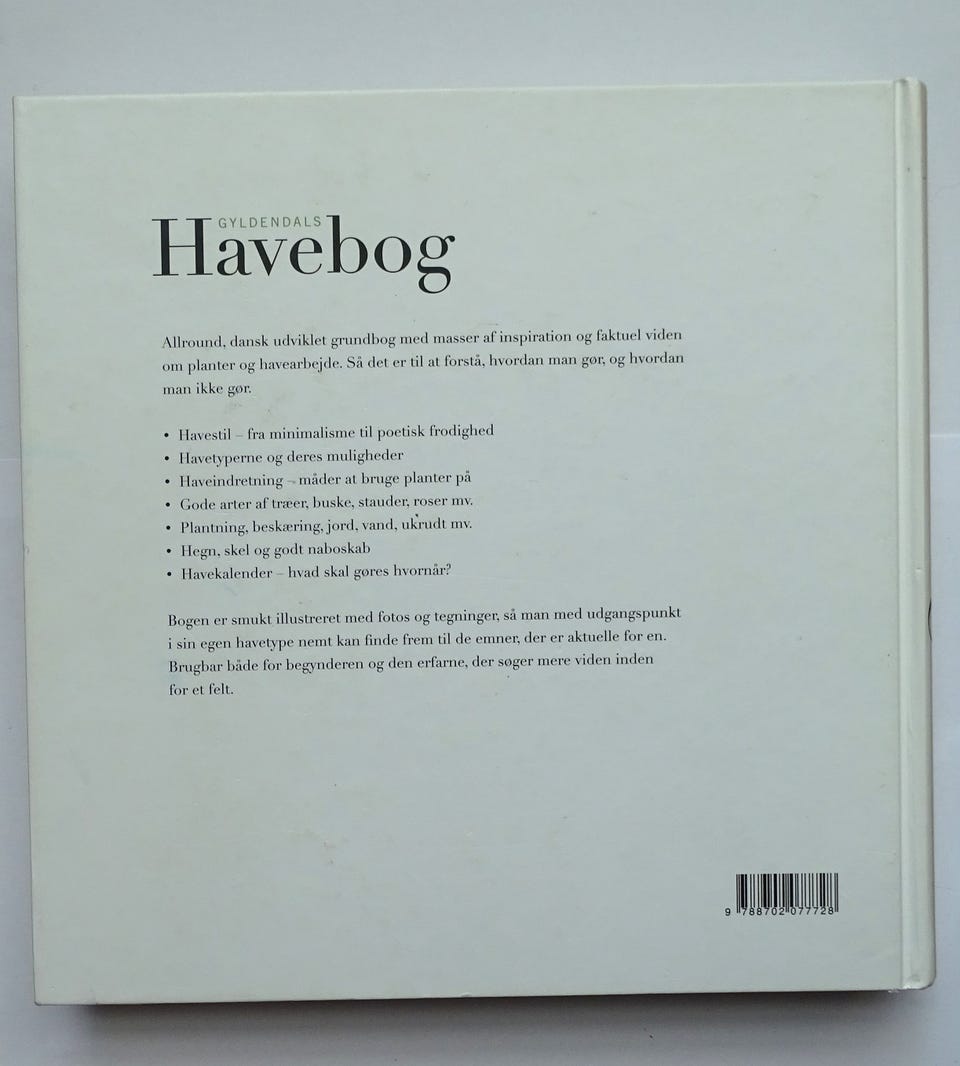 GYLDENDALS
Havebog
Allround, dansk udviklet grundbog med masser af inspiration og faktuel viden
om planter og havearbejde. Så det er til at forstå, hvordan man gør, og hvordan
man ikke gør.
• Havestil – fra minimalisme til poetisk frodighed
• Havetyperne og deres muligheder
• Haveindretning – måder at bruge planter på
• Gode arter af træer, buske, stauder, roser mv.
• Plantning, beskæring, jord, vand, ukrudt mv.
• Hegn, skel og godt naboskab
• Havekalender – hvad skal gøres hvornår?
Bogen er smukt illustreret med fotos og tegninger, så man med udgangspunkt
i sin egen havetype nemt kan finde frem til de emner, der er aktuelle for en.
Brugbar både for begynderen og den erfarne, der søger mere viden inden
for et felt.
9 788702 077728